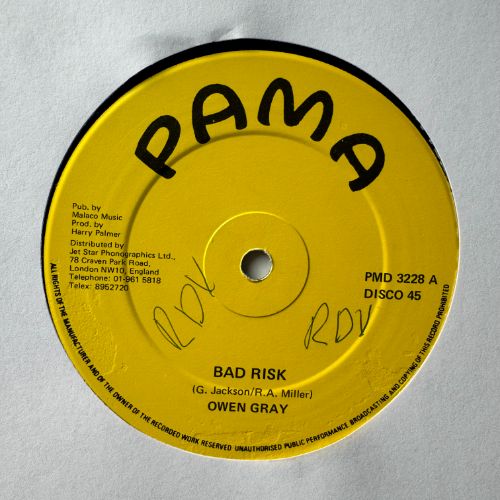 PAMA
Pub. by
Malaco Music
Prod. by
Harry Palmer
Distributed by
Jet Star Phonographics Ltd.,
78 Craven Park Road,
London NW10, England
Telephone: 01-961 5818
Telex: 8952720
PMD 3228 A
DISCO 45
RDV
RDV
BAD RISK
(G. Jackson/R.A. Miller)
OWEN GRAY
ALL RIGHTS OF THE MANUFACTURER AND OF THE OWNER OF THE RECORDED WORK RESERVED UNAUTHORISED PUBLIC PERFORMANCE BROADCASTING AND COPYING OF THIS RECORD PROHIBITED